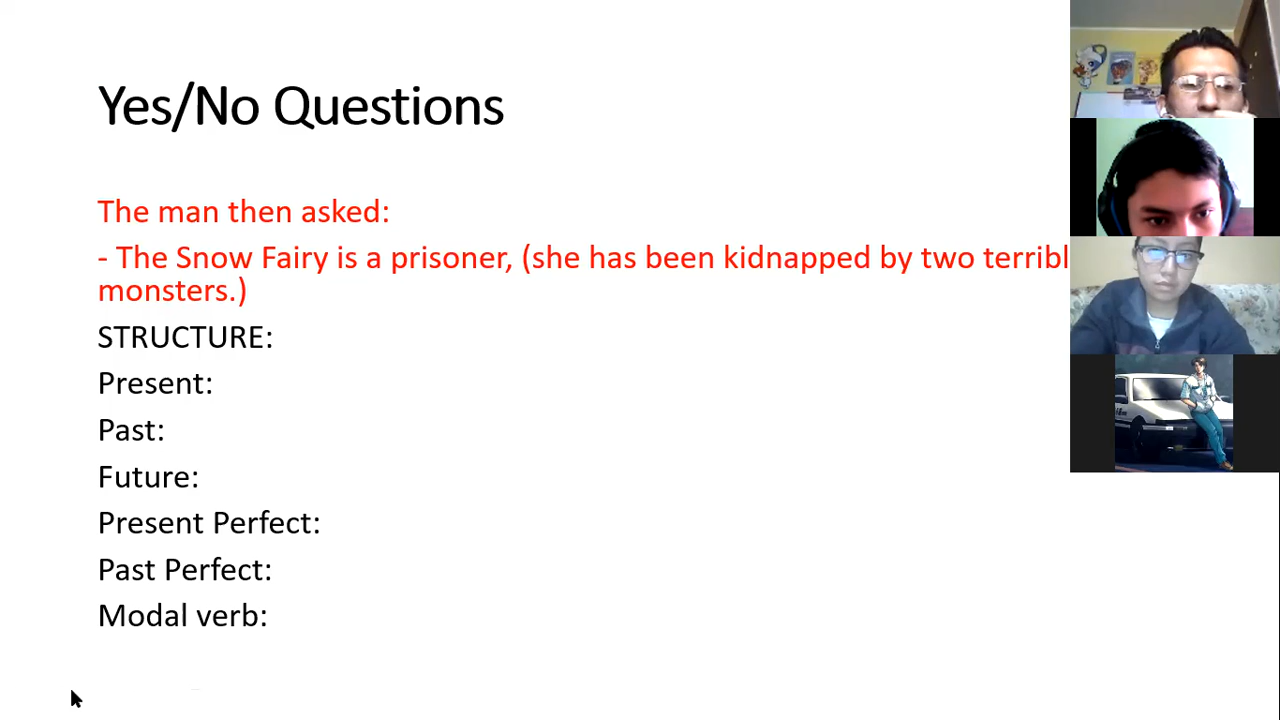 Yes/No Questions
The man then asked:
- The Snow Fairy is a prisoner, (she has been kidnapped by two terribl
monsters.)
STRUCTURE:
Present:
Past:
Future:
Present Perfect:
Past Perfect:
Modal verb: